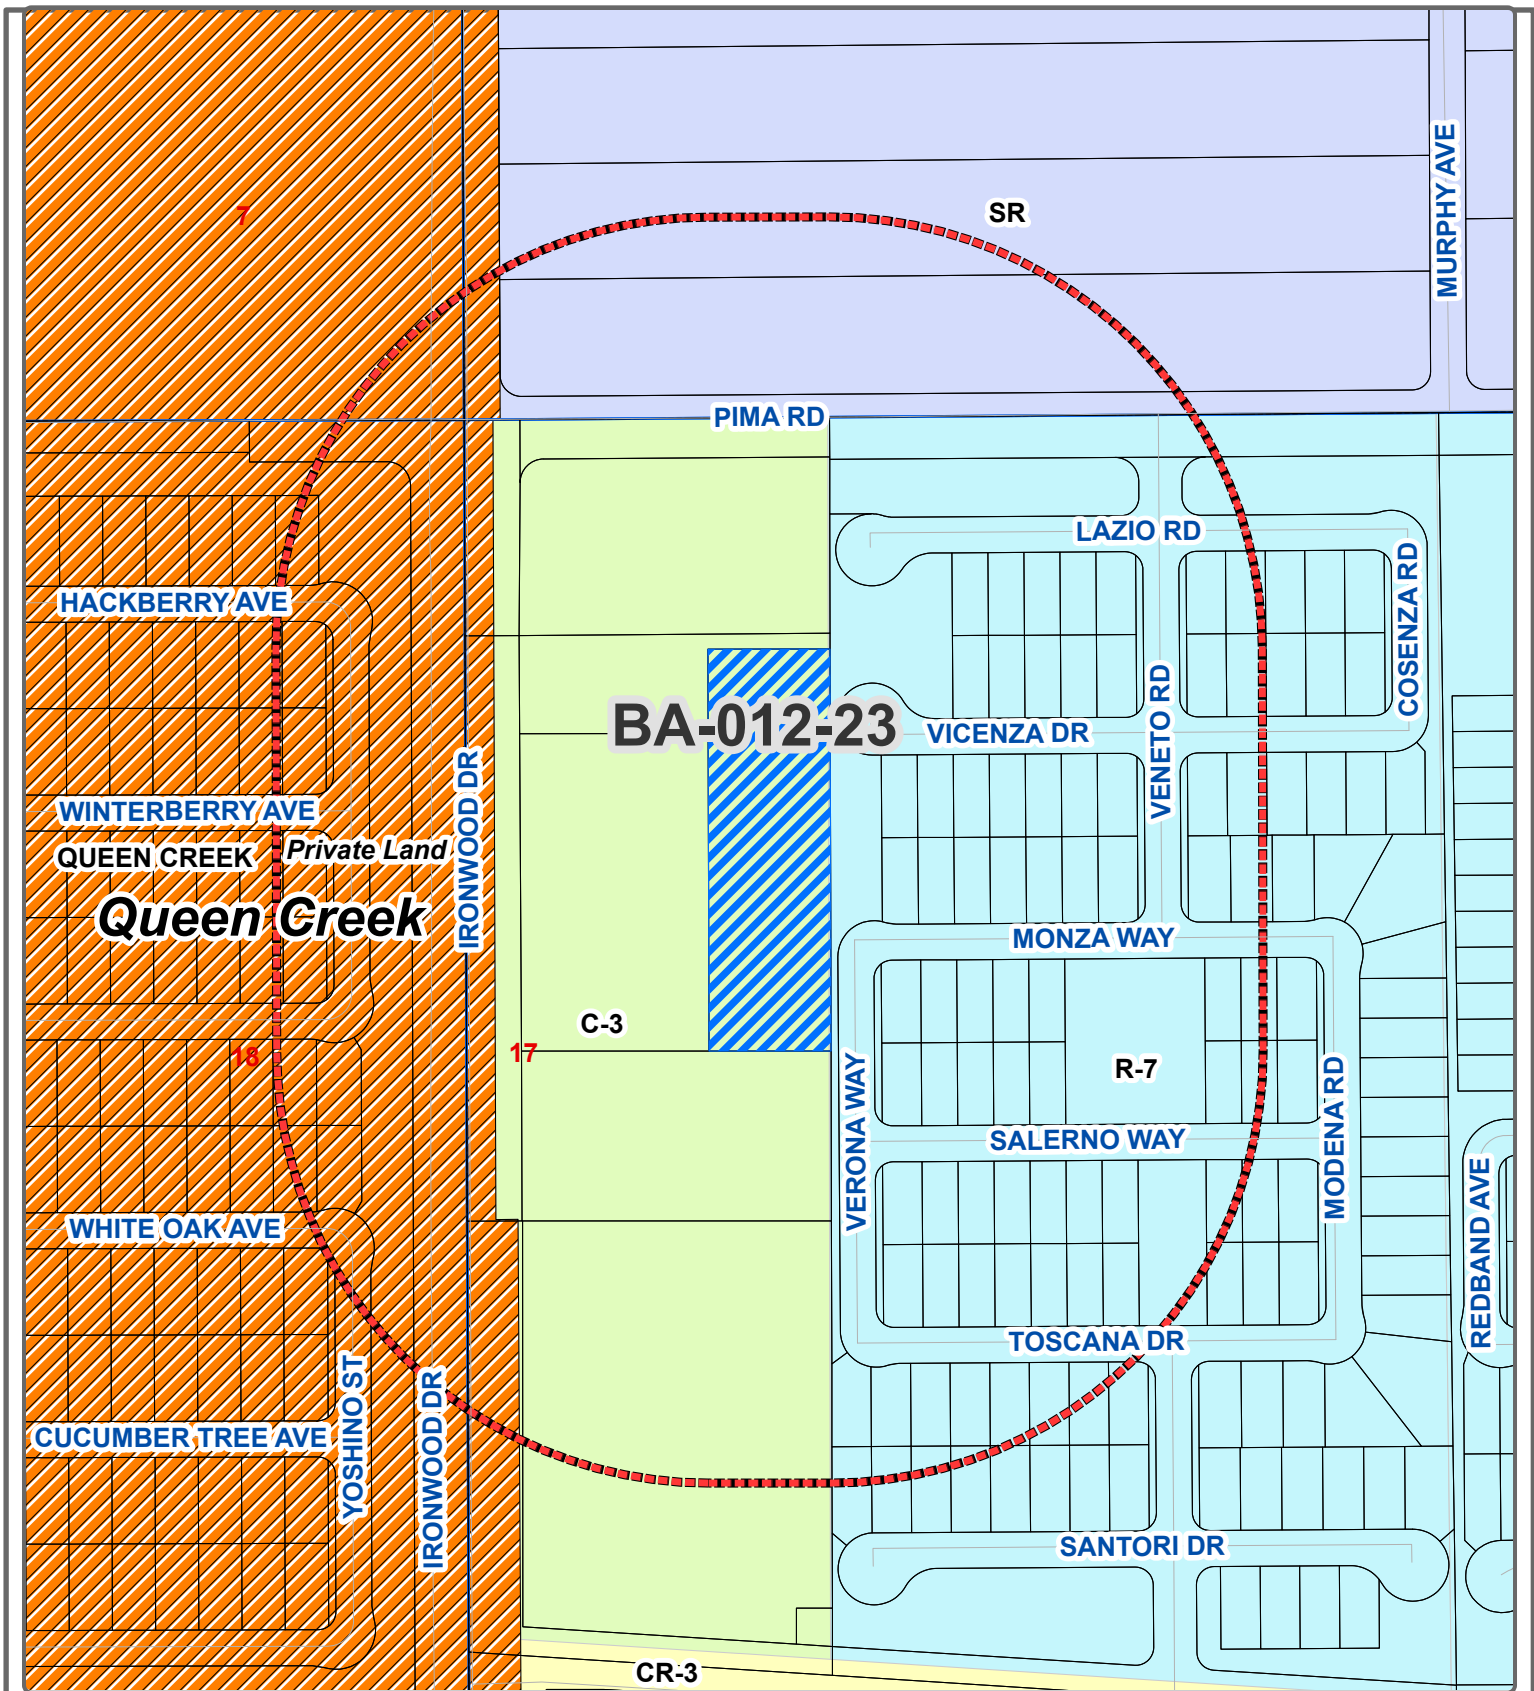 MURPHY AVE
7
SR
PIMA RD
LAZIO RD
COSENZA RD
HACKBERRY AVE
VENETO RD
BA-012-23
VICENZA DR
IRONWOOD DR
WINTERBERRY AVE
QUEEN CREEK
Private Land
Queen Creek
MONZA WAY
C-3
17
18
R-7
VERONA WAY
MODENA RD
SALERNO WAY
WHITE OAK AVE
REDBAND AVE
TOSCANA DR
YOSHINO ST
IRONWOOD DR
CUCUMBER TREE AVE
SANTORI DR
CR-3